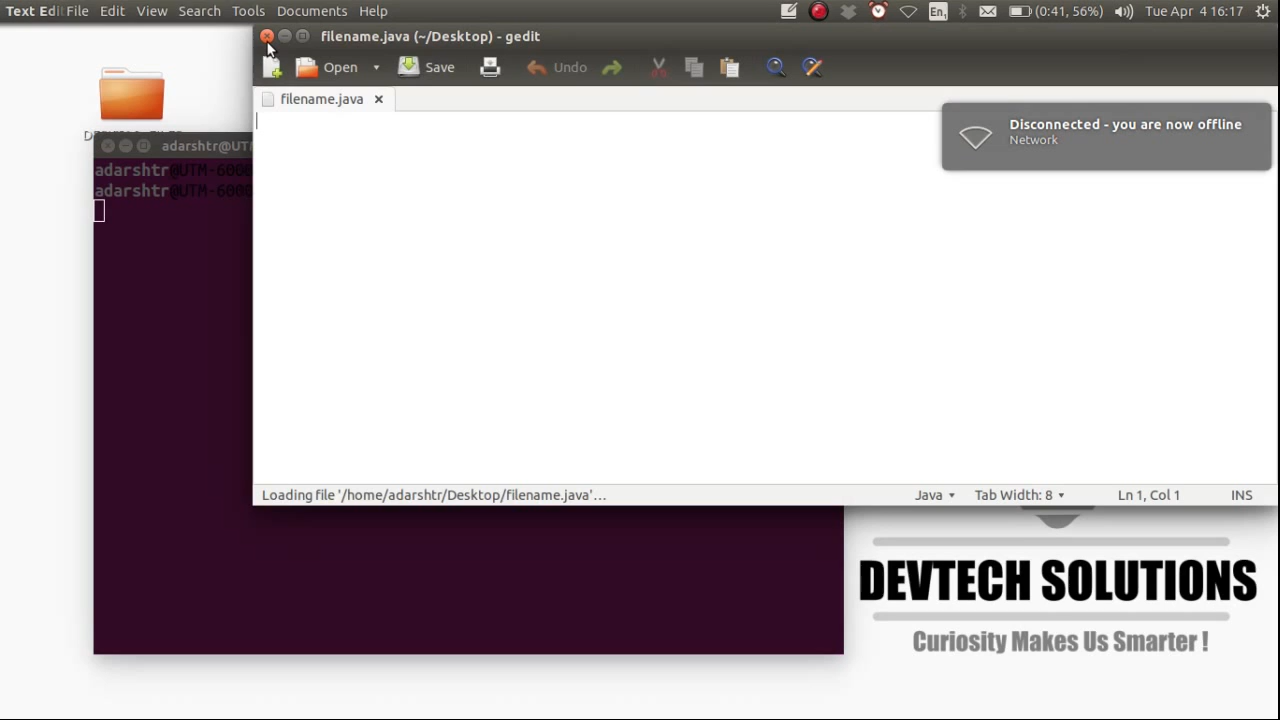 Text Edit File Edit View Search Tools Documents Help En1 (0:41, 56%) Tue Apr 4 16:17
filename.java (~/Desktop) - gedit
Open Save Undo
filename.java
Disconnected - you are now offline
Network
adarshtr@UTM
adarshtr@UTM-6000
adarshtr@UTM-6000
Loading file '/home/adarshtr/Desktop/filename.java'… Java Tab Width: 8 Ln 1, Col 1 INS
DEVTECH SOLUTIONS
Curiosity Makes Us Smarter !